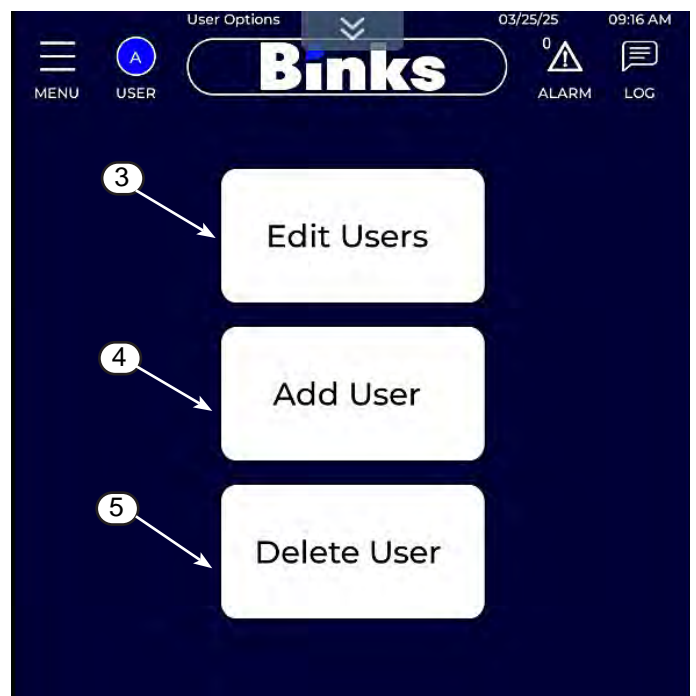 User Options 03/25/25 09:16 AM
MENU A USER Binks 0 ALARM LOG
3
Edit Users
4
Add User
5
Delete User